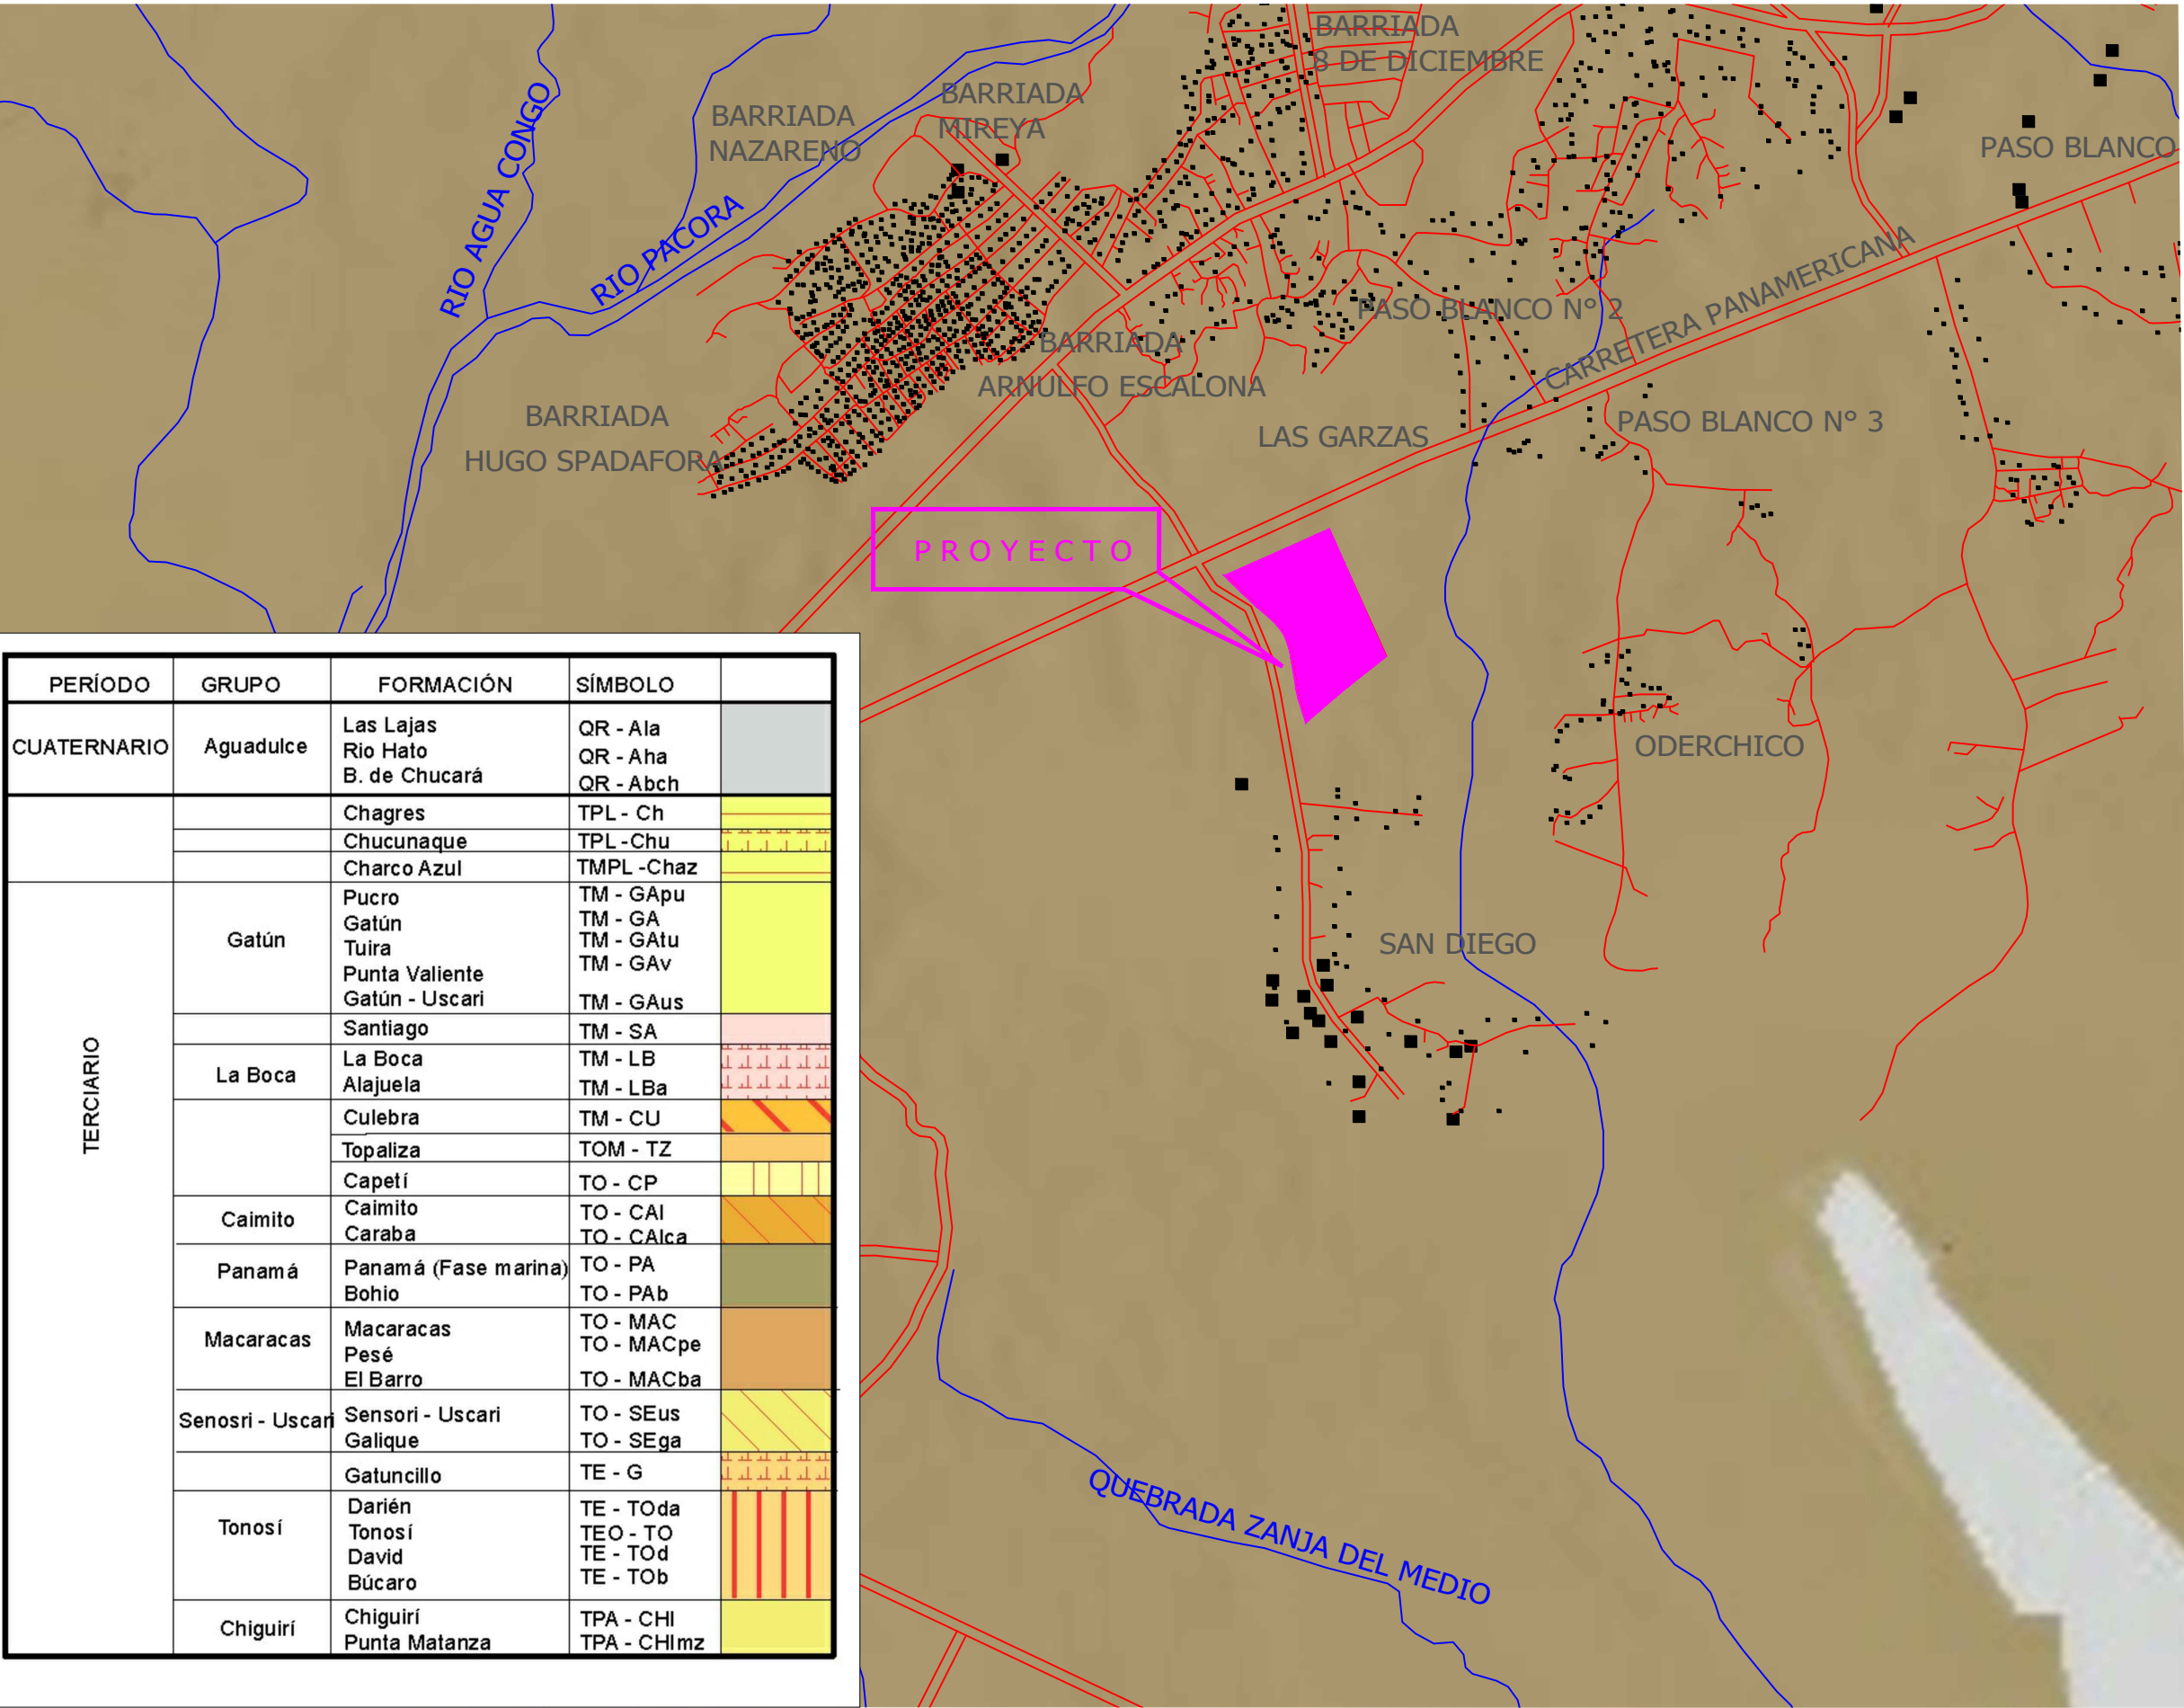 BARRIADA
8 DE DICIEMBRE
BARRIADA
MIREYA
BARRIADA
NAZARENO
PASO BLANCO
RIO AGUA CONGO
RIO PACORA
CARRETERA PANAMERICANA
PASO BLANCO N° 2
BARRIADA
ARNULFO ESCALONA
BARRIADA
HUGO SPADAFORA
LAS GARZAS
PASO BLANCO N° 3
PROYECTO
ODERCHICO
SAN DIEGO
QUEBRADA ZANJA DEL MEDIO
PERÍODO GRUPO FORMACIÓN SÍMBOLO
CUATERNARIO Aguadulce
Las Lajas QR - Ala
Rio Hato QR - Aha
B. de Chucará QR - Abch
TERCIARIO
Chagres TPL - Ch
Chucunaque TPL -Chu
Charco Azul TMPL -Chaz
Gatún
Pucro TM - GApu
Gatún TM - GA
Tuira TM - GAtu
Punta Valiente TM - GAv
Gatún - Uscari TM - GAus
Santiago TM - SA
La Boca
La Boca TM - LB
Alajuela TM - LBa
Culebra TM - CU
Topaliza TOM - TZ
Capetí TO - CP
Caimito
Caimito TO - CAI
Caraba TO - CAIca
Panamá
Panamá (Fase marina) TO - PA
Bohio TO - PAb
Macaracas
Macaracas TO - MAC
Pesé TO - MACpe
El Barro TO - MACba
Senosri - Uscari
Sensori - Uscari TO - SEus
Galique TO - SEga
Gatuncillo TE - G
Tonosí
Darién TE - TOda
Tonosí TEO - TO
David TE - TOd
Búcaro TE - TOb
Chiguirí
Chiguirí TPA - CHI
Punta Matanza TPA - CHImz